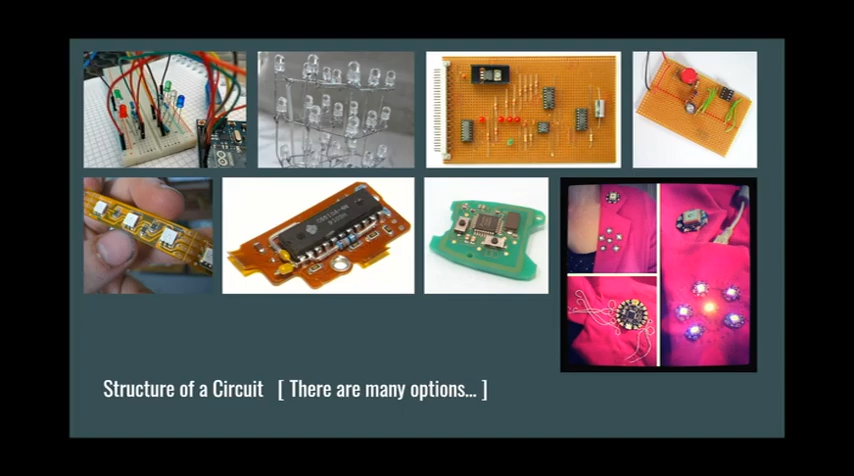 Structure of a Circuit [ There are many options... ]